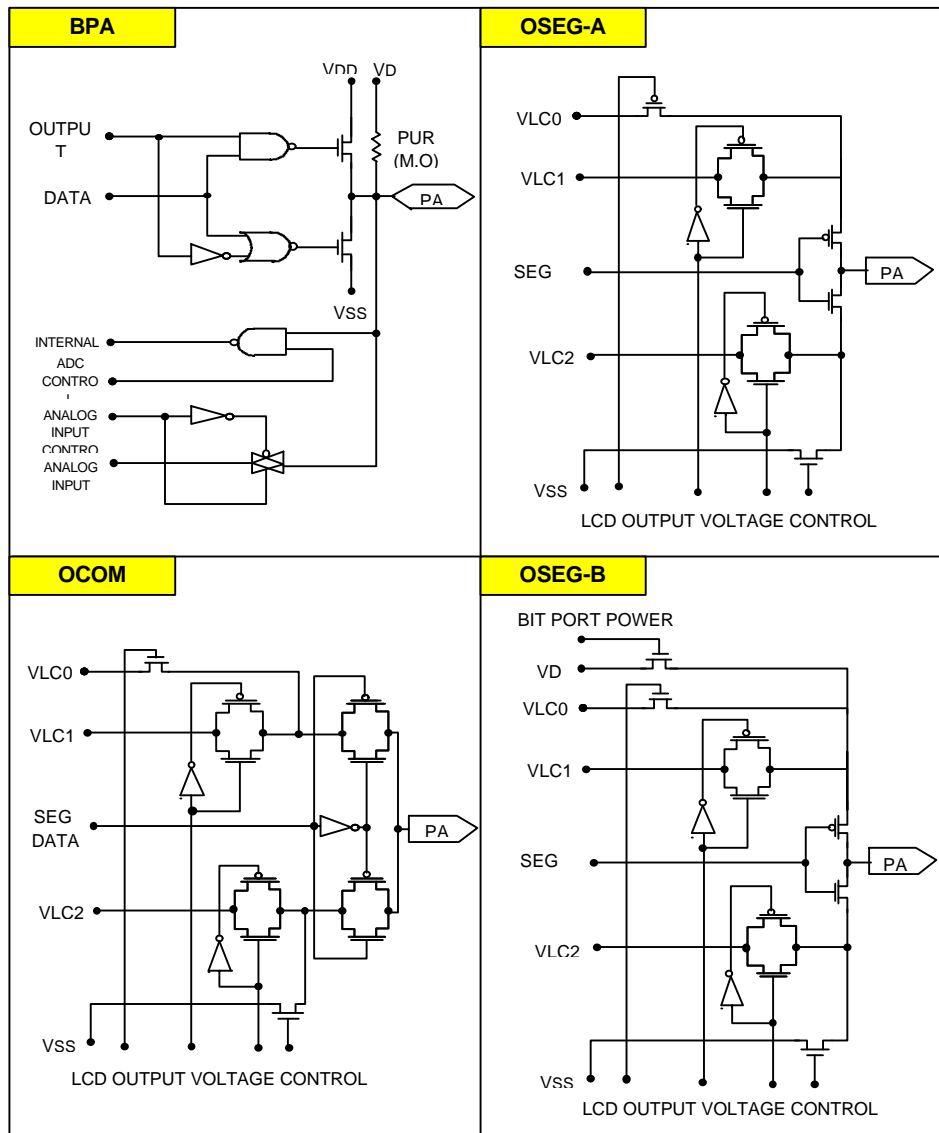 BPA
VDD VD
OUTPU
T
PUR
(M.O)
DATA
PA
VSS
INTERNAL
ADC
CONTRO
ANALOG
INPUT
CONTRO
ANALOG
INPUT
OSEG-A
VLC0
VLC1
SEG
PA
VLC2
VSS
LCD OUTPUT VOLTAGE CONTROL
OCOM
VLC0
VLC1
SEG
DATA
PA
VLC2
VSS
LCD OUTPUT VOLTAGE CONTROL
OSEG-B
BIT PORT POWER
VD
VLC0
VLC1
SEG
PA
VLC2
VSS
LCD OUTPUT VOLTAGE CONTROL